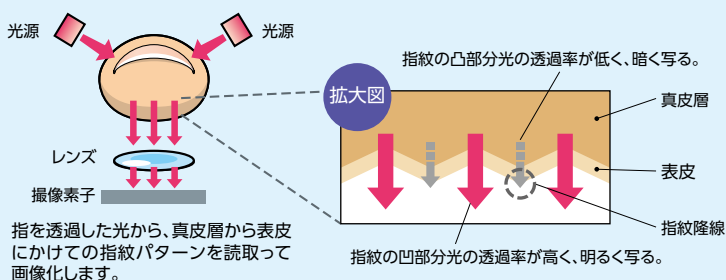 光源
光源
レンズ
撮像素子
指を透過した光から、真皮層から表皮
にかけての指紋パターンを読取って
画像化します。
拡大図
指紋の凸部分光の透過率が低く、暗く写る。
真皮層
表皮
指紋隆線
指紋の凹部分光の透過率が高く、明るく写る。